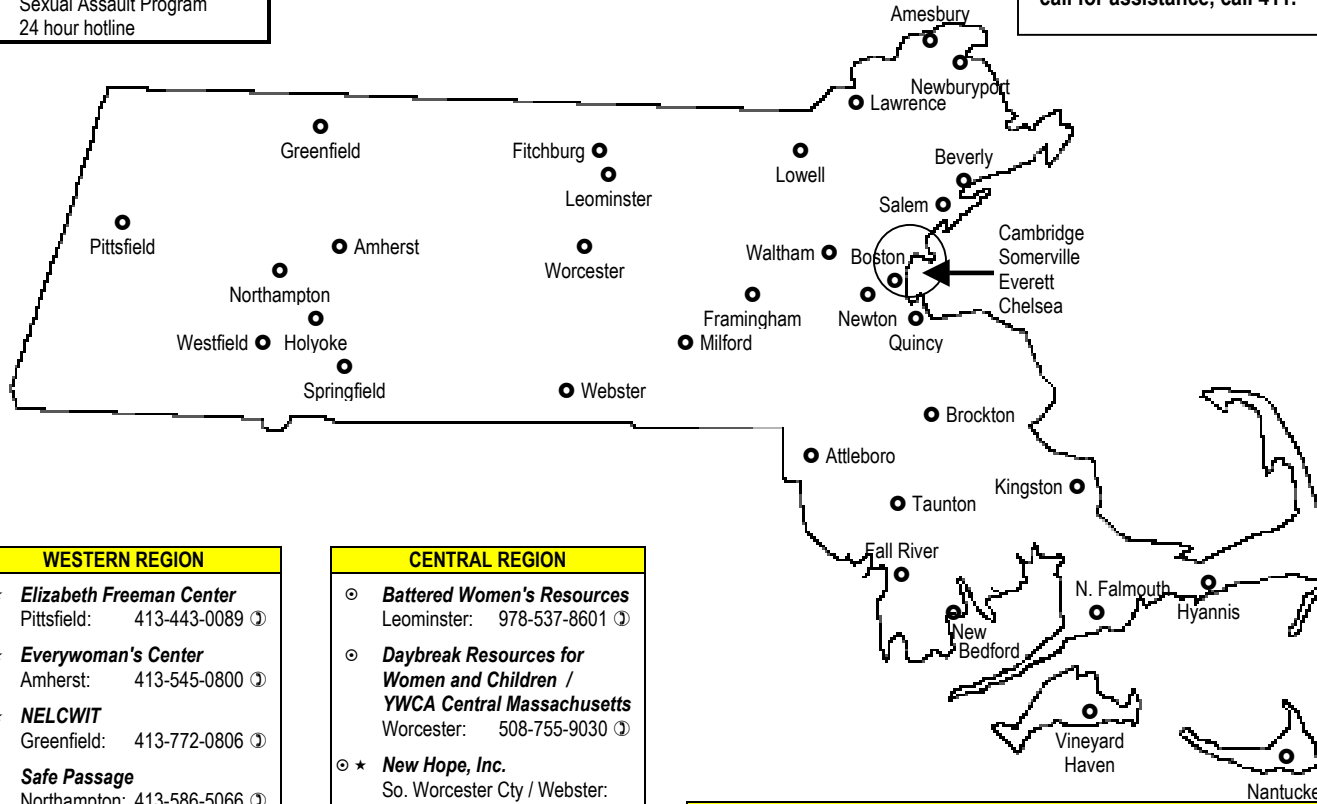 Sexual Assault Program
24 hour hotline
call for assistance, call 411.
Amesbury
Newburyport
Lawrence
Greenfield
Fitchburg
Leominster
Lowell
Beverly
Salem
Pittsfield
Amherst
Worcester
Waltham
Boston
Cambridge
Somerville
Everett
Chelsea
Northampton
Framingham
Newton
Quincy
Westfield
Holyoke
Milford
Springfield
Webster
Brockton
Attleboro
Kingston
Taunton
Fall River
N. Falmouth
Hyannis
New
Bedford
Vineyard
Haven
WESTERN REGION
Elizabeth Freeman Center
Pittsfield: 413-443-0089
Everywoman's Center
Amherst: 413-545-0800
NELCWIT
Greenfield: 413-772-0806
Safe Passage
Northampton: 413-586-5066
CENTRAL REGION
Battered Women's Resources
Leominster: 978-537-8601
Daybreak Resources for
Women and Children /
YWCA Central Massachusetts
Worcester: 508-755-9030
★ New Hope, Inc.
So. Worcester Cty / Webster: